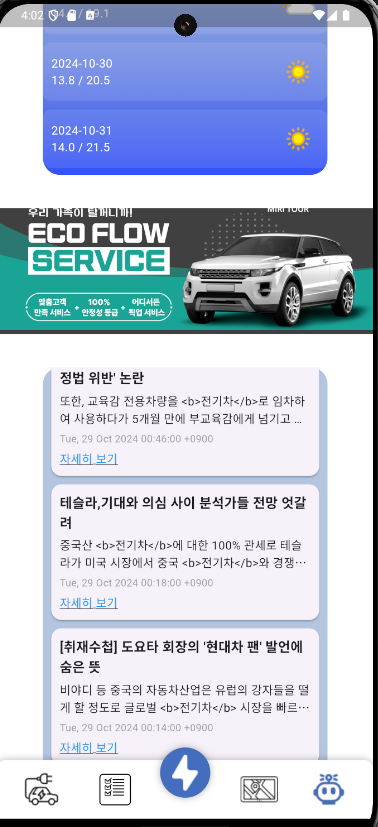 4:02
2024-10-30
13.8 / 20.5
2024-10-31
14.0 / 21.5
우리 가족이 탈꺼니까!
MIRI TOUR
ECO FLOW
SERVICE
맞춤고객
만족 서비스
+
100%
안정성 등급
+
어디서든
픽업 서비스
정법 위반' 논란
또한, 교육감 전용차량을 <b>전기차</b>로 임차하
여 사용하다가 5개월 만에 부교육감에게 넘기고 ...
Tue, 29 Oct 2024 00:46:00 +0900
자세히 보기
테슬라,기대와 의심 사이 분석가들 전망 엇갈
려
중국산 <b>전기차</b>에 대한 100% 관세로 테슬
라가 미국 시장에서 중국 <b>전기차</b>와 경쟁...
Tue, 29 Oct 2024 00:18:00 +0900
자세히 보기
[취재수첩] 도요타 회장의 '현대차 팬' 발언에
숨은 뜻
비야디 등 중국의 자동차산업은 유럽의 강자들을 떨
게 할 정도로 글로벌 <b>전기차</b> 시장을 빠르...
Tue, 29 Oct 2024 00:14:00 +0900
자세히 보기